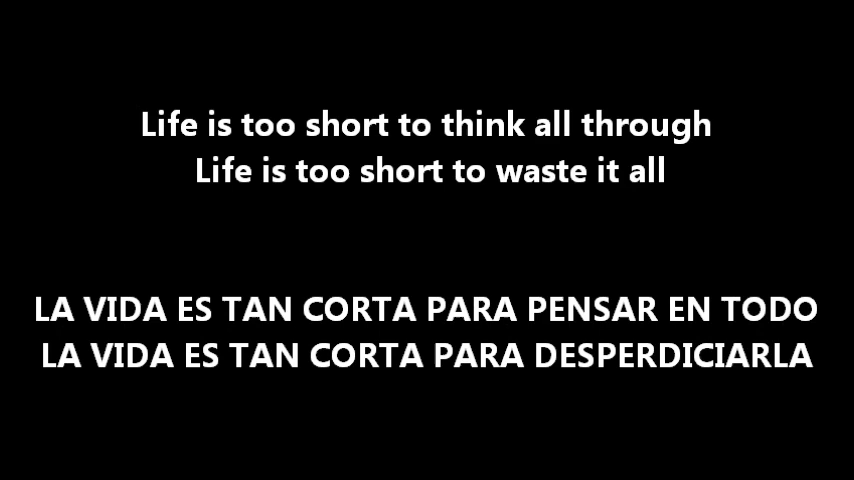 Life is too short to think all through
Life is too short to waste it all
LA VIDA ES TAN CORTA PARA PENSAR EN TODO
LA VIDA ES TAN CORTA PARA DESPERDICIARLA